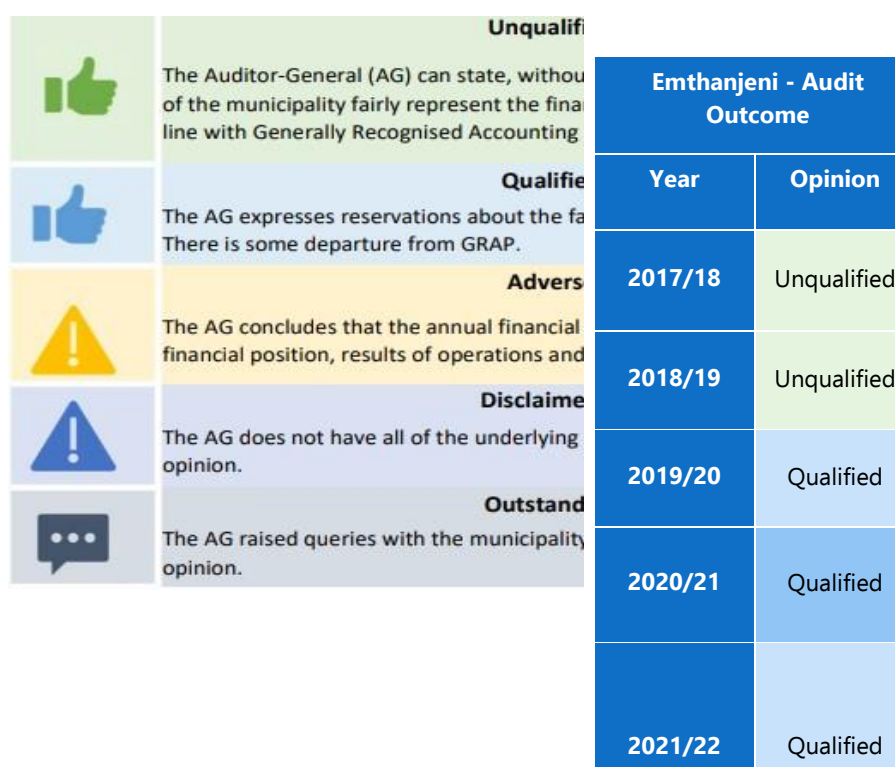 Unqualifi
The Auditor-General (AG) can state, withou
of the municipality fairly represent the fina
line with Generally Recognised Accounting
Qualifie
The AG expresses reservations about the fa
There is some departure from GRAP.
Advers
The AG concludes that the annual financial
financial position, results of operations and
Disclaime
The AG does not have all of the underlying
opinion.
Outstand
The AG raised queries with the municipality
opinion.
Emthanjeni - Audit
Outcome
Year Opinion
2017/18 Unqualified
2018/19 Unqualified
2019/20 Qualified
2020/21 Qualified
2021/22 Qualified